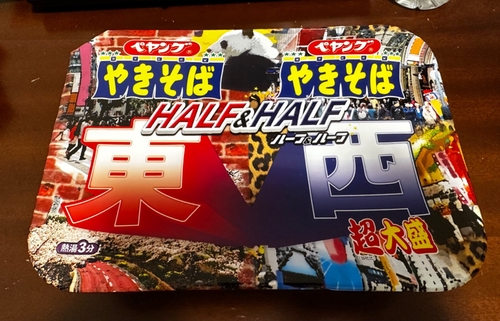 ペヤング
やきそば
ペヤング
やきそば
HALF&HALF
ハーフ&ハーフ
東
西
超大盛
熱湯3分